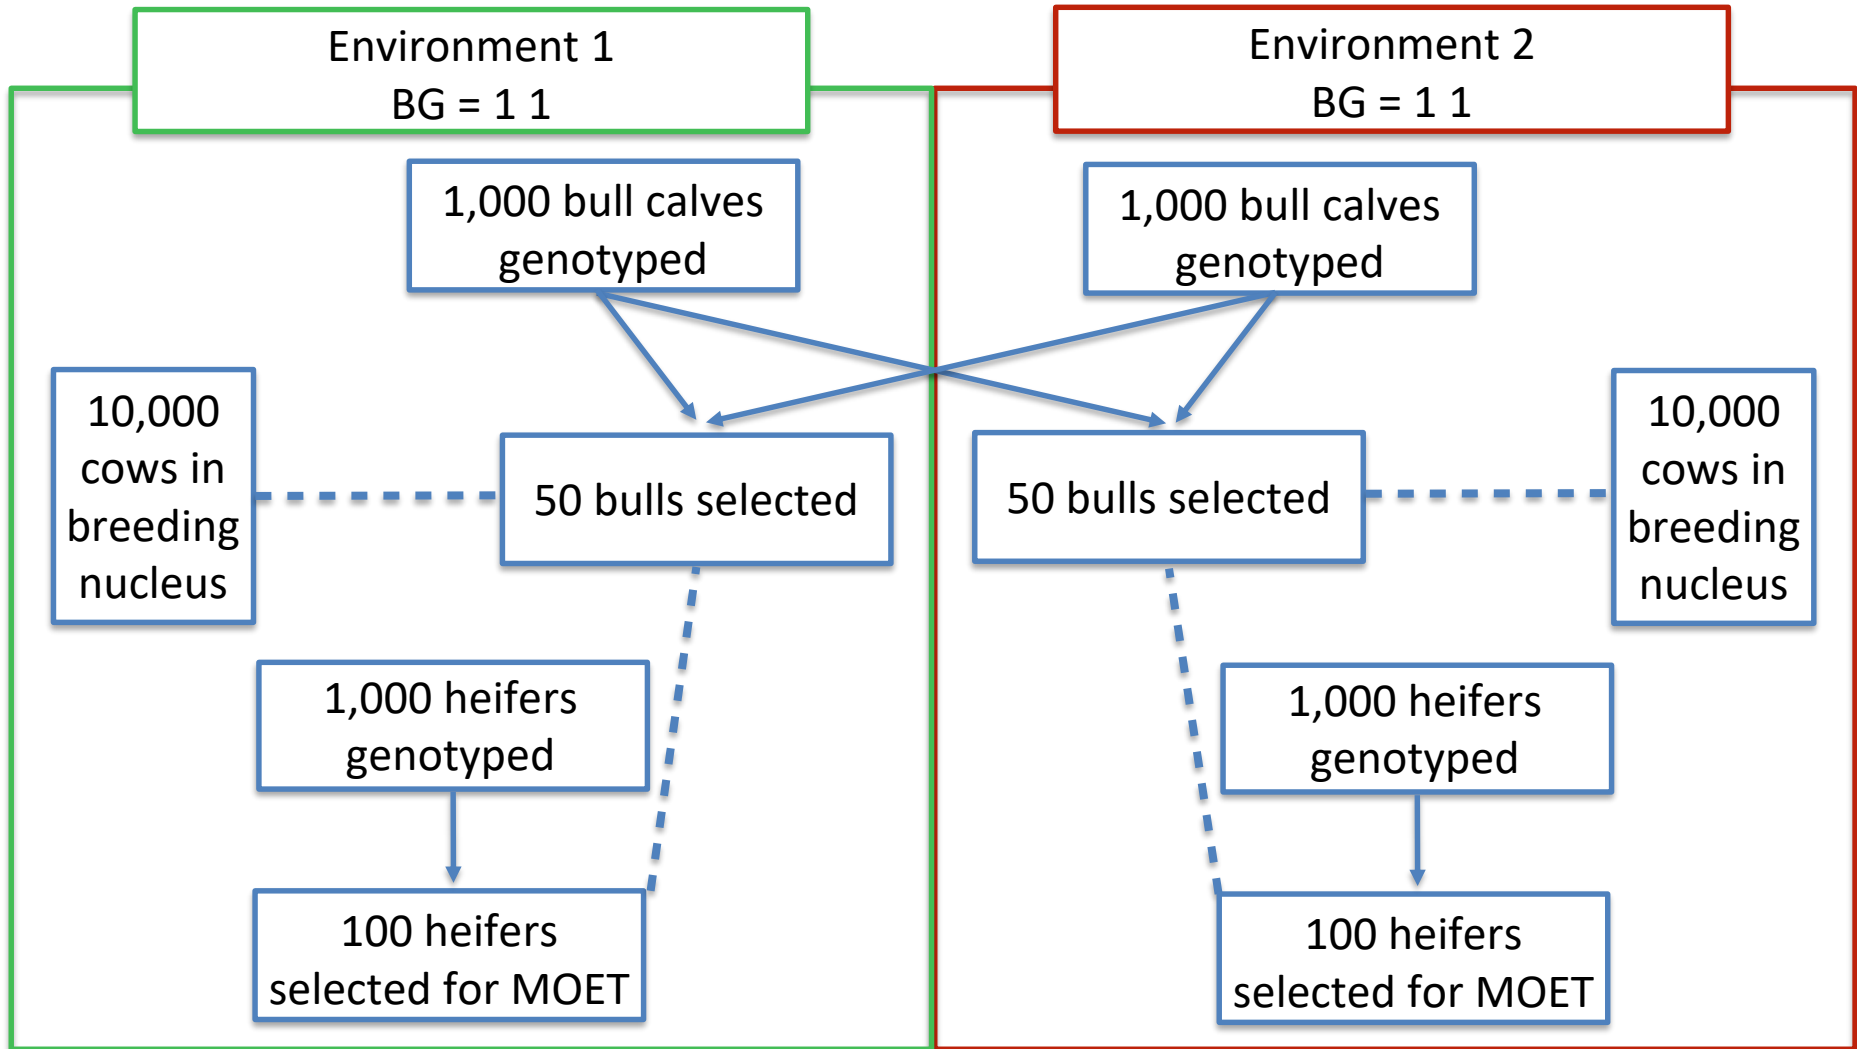 Environment 1
BG = 1 1
Environment 2
BG = 1 1
1,000 bull calves
genotyped
1,000 bull calves
genotyped
10,000
cows in
breeding
nucleus
50 bulls selected
50 bulls selected
10,000
cows in
breeding
nucleus
1,000 heifers
genotyped
1,000 heifers
genotyped
100 heifers
selected for MOET
100 heifers
selected for MOET